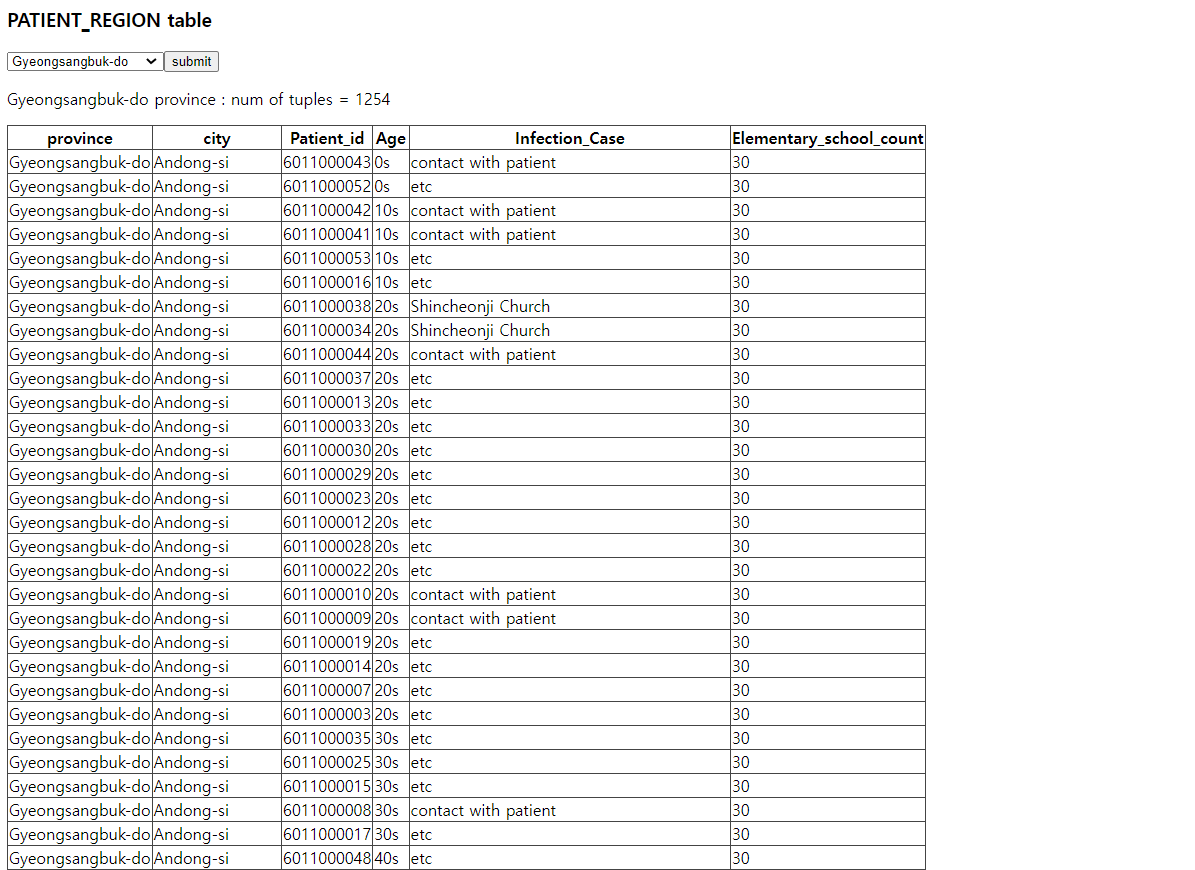 PATIENT_REGION table
Gyeongsangbuk-do submit
Gyeongsangbuk-do province : num of tuples = 1254
province city Patient_id Age Infection_Case Elementary_school_count
Gyeongsangbuk-do Andong-si 6011000043 0s contact with patient 30
Gyeongsangbuk-do Andong-si 6011000052 0s etc 30
Gyeongsangbuk-do Andong-si 6011000042 10s contact with patient 30
Gyeongsangbuk-do Andong-si 6011000041 10s contact with patient 30
Gyeongsangbuk-do Andong-si 6011000053 10s etc 30
Gyeongsangbuk-do Andong-si 6011000016 10s etc 30
Gyeongsangbuk-do Andong-si 6011000038 20s Shincheonji Church 30
Gyeongsangbuk-do Andong-si 6011000034 20s Shincheonji Church 30
Gyeongsangbuk-do Andong-si 6011000044 20s contact with patient 30
Gyeongsangbuk-do Andong-si 6011000037 20s etc 30
Gyeongsangbuk-do Andong-si 6011000013 20s etc 30
Gyeongsangbuk-do Andong-si 6011000033 20s etc 30
Gyeongsangbuk-do Andong-si 6011000030 20s etc 30
Gyeongsangbuk-do Andong-si 6011000029 20s etc 30
Gyeongsangbuk-do Andong-si 6011000023 20s etc 30
Gyeongsangbuk-do Andong-si 6011000012 20s etc 30
Gyeongsangbuk-do Andong-si 6011000028 20s etc 30
Gyeongsangbuk-do Andong-si 6011000022 20s etc 30
Gyeongsangbuk-do Andong-si 6011000010 20s contact with patient 30
Gyeongsangbuk-do Andong-si 6011000009 20s contact with patient 30
Gyeongsangbuk-do Andong-si 6011000019 20s etc 30
Gyeongsangbuk-do Andong-si 6011000014 20s etc 30
Gyeongsangbuk-do Andong-si 6011000007 20s etc 30
Gyeongsangbuk-do Andong-si 6011000003 20s etc 30
Gyeongsangbuk-do Andong-si 6011000035 30s etc 30
Gyeongsangbuk-do Andong-si 6011000025 30s etc 30
Gyeongsangbuk-do Andong-si 6011000015 30s etc 30
Gyeongsangbuk-do Andong-si 6011000008 30s contact with patient 30
Gyeongsangbuk-do Andong-si 6011000017 30s etc 30
Gyeongsangbuk-do Andong-si 6011000048 40s etc 30